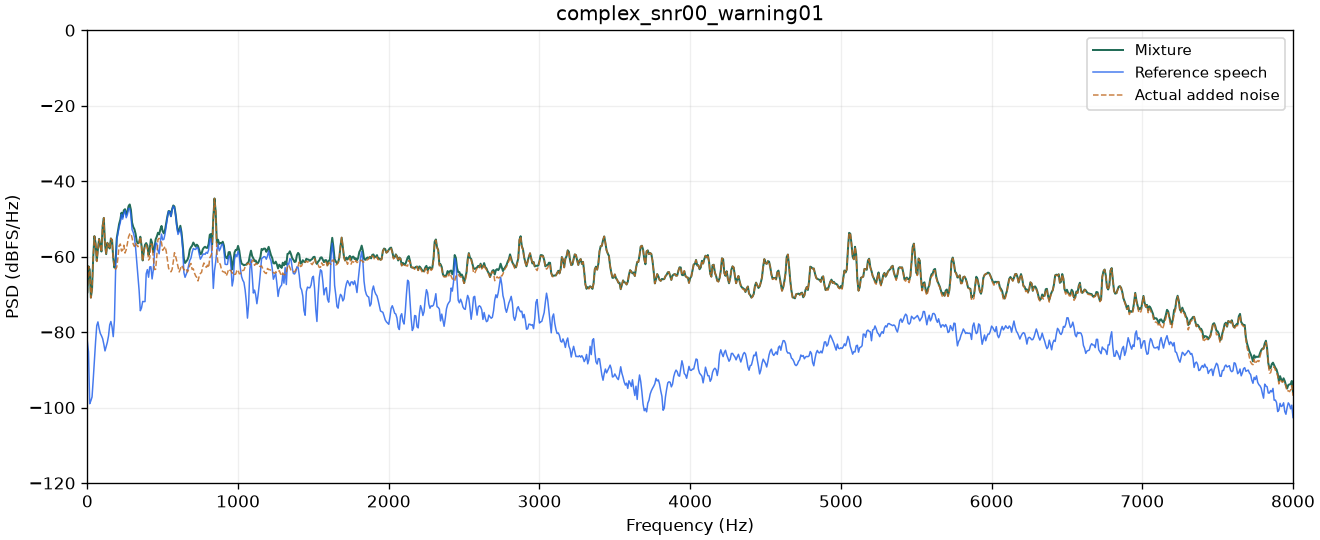 complex_snr00_warning01
Mixture
Reference speech
Actual added noise
PSD (dBFS/Hz)
0
−20
−40
−60
−80
−100
−120
0 1000 2000 3000 4000 5000 6000 7000 8000
Frequency (Hz)